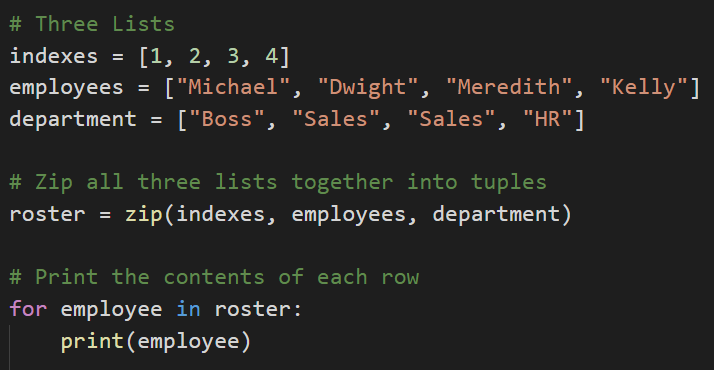 # Three Lists
indexes = [1, 2, 3, 4]
employees = ["Michael", "Dwight", "Meredith", "Kelly"]
department = ["Boss", "Sales", "Sales", "HR"]
# Zip all three lists together into tuples
roster = zip(indexes, employees, department)
# Print the contents of each row
for employee in roster:
    print(employee)